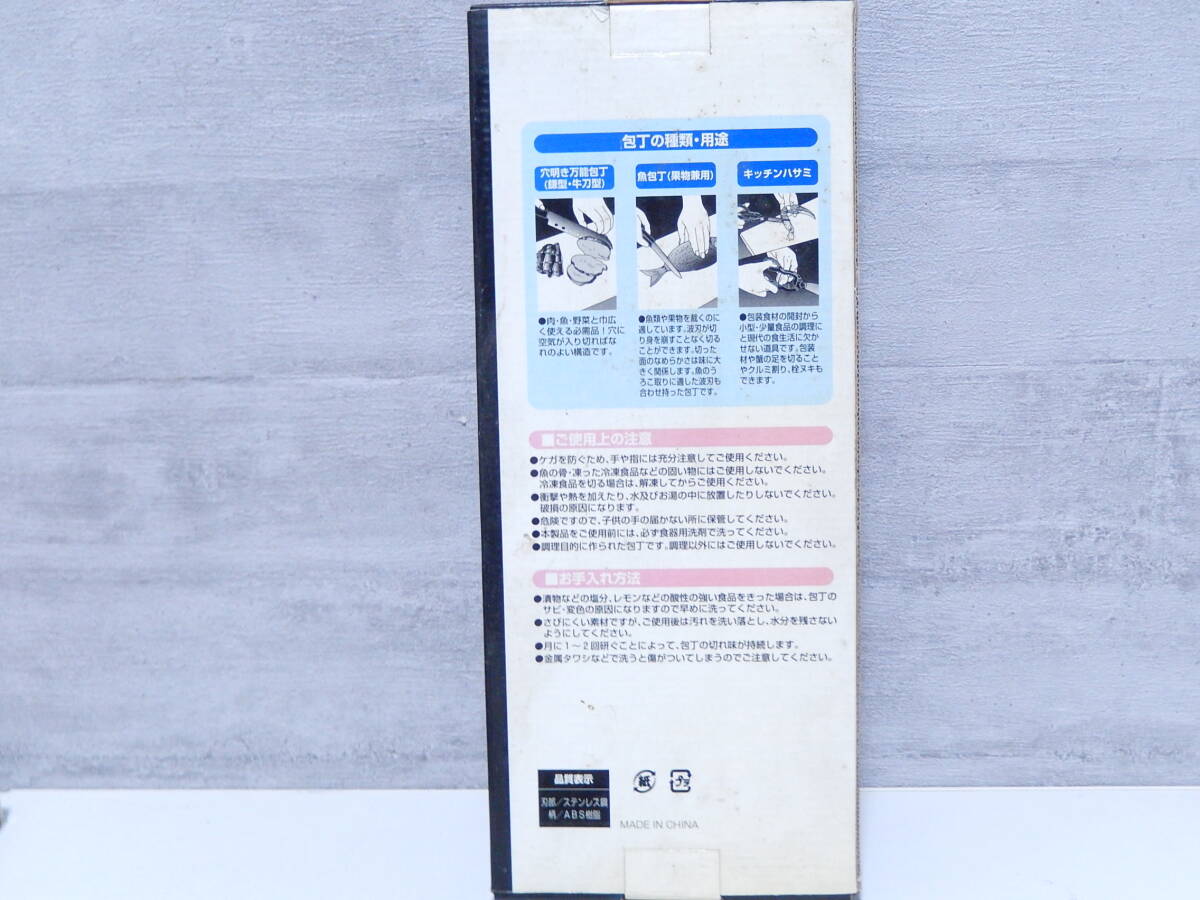 包丁の種類・用途
穴明き万能包丁
(鎌型・牛刀型)
●肉・魚・野菜と巾広
く使える必需品！穴に
空気が入り切ればな
れのよい構造です。
魚包丁(果物兼用)
●魚類や果物を裁くのに
適しています。波刃が切
り身を崩すことなく切る
ことができます。切った
面のなめらかさは味に大
きく関係します。魚のう
ろこ取りに適した波刃も
合わせ持った包丁です。
キッチンハサミ
●包装食材の開封から
小型・少量食品の調理に
と現代の食生活に欠か
せない道具です。包装
材や蟹の足を切ること
やクルミ割り、栓ヌキも
できます。
■ご使用上の注意
●ケガを防ぐため、手や指には充分注意してご使用ください。
●魚の骨・凍った冷凍食品などの固い物にはご使用しないでください。
冷凍食品を切る場合は、解凍してからご使用ください。
●衝撃や熱を加えたり、水及びお湯の中に放置したりしないでください。
破損の原因になります。
●危険ですので、子供の手の届かない所に保管してください。
●本製品をご使用前には、必ず食器用洗剤で洗ってください。
●調理目的に作られた包丁です。調理以外にはご使用しないでください。
■お手入れ方法
●漬物などの塩分、レモンなどの酸性の強い食品をきった場合は、包丁の
サビ・変色の原因になりますので早めに洗ってください。
●さびにくい素材ですが、ご使用後は汚れを洗い落とし、水分を残さない
ようにしてください。
●月に1〜2回研ぐことによって、包丁の切れ味が持続します。
●金属タワシなどで洗うと傷がついてしまうのでご注意してください。
品質表示
刃部／ステンレス鋼
柄／ABS樹脂
紙
プラ
MADE IN CHINA